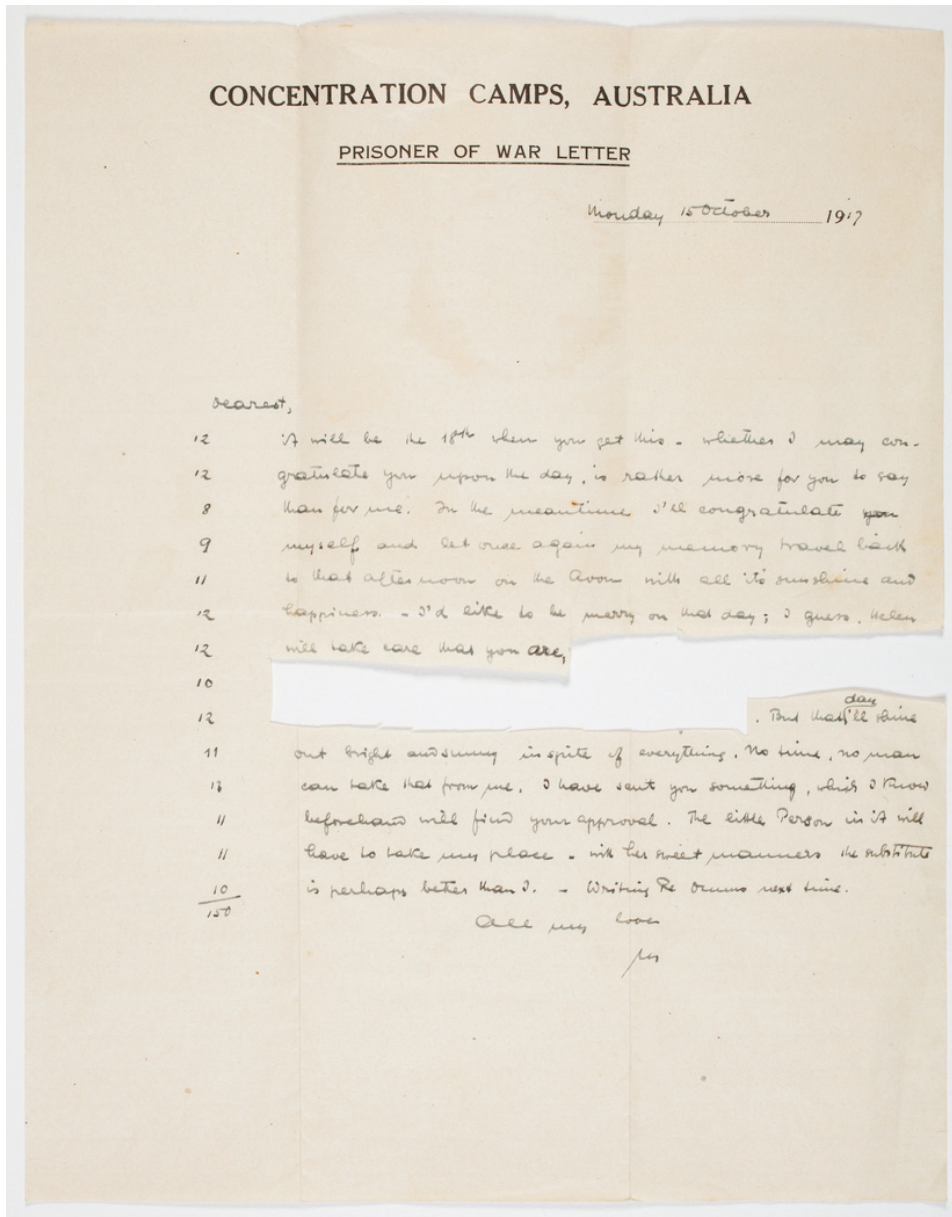 CONCENTRATION CAMPS, AUSTRALIA
PRISONER OF WAR LETTER
Monday 15 October 1917
Dearest,
12 it will be the 18th when you get this - whether I may con-
12 gratulate you upon the day, is rather more for you to say
8 than for me. In the meantime I'll congratulate you
9 myself and let once again my memory travel back
11 to that afternoon on the Avon with all its sunshine and
12 happiness. - I'd like to be merry on that day; I guess, Helen
12 will take care that you are,
10
12 . But that day'll shine
11 out bright and sunny in spite of everything. No time, no man
13 can take that from me. I have sent you something, which I know
11 beforehand will find your approval. The little Person in it will
11 have to take my place - with her sweet manners the substitute
10 is perhaps better than I. - Writing Re next time.
150
All my love